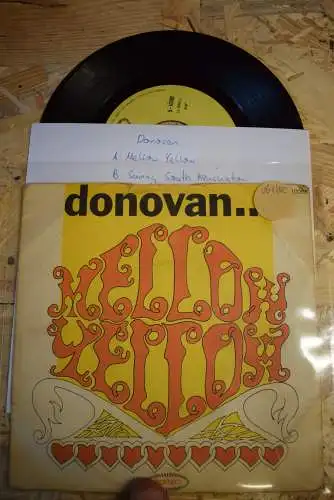 Donovan
A Mellow Yellow
B Sunny South Kensington
donovan..
MELLOW
YELLOW